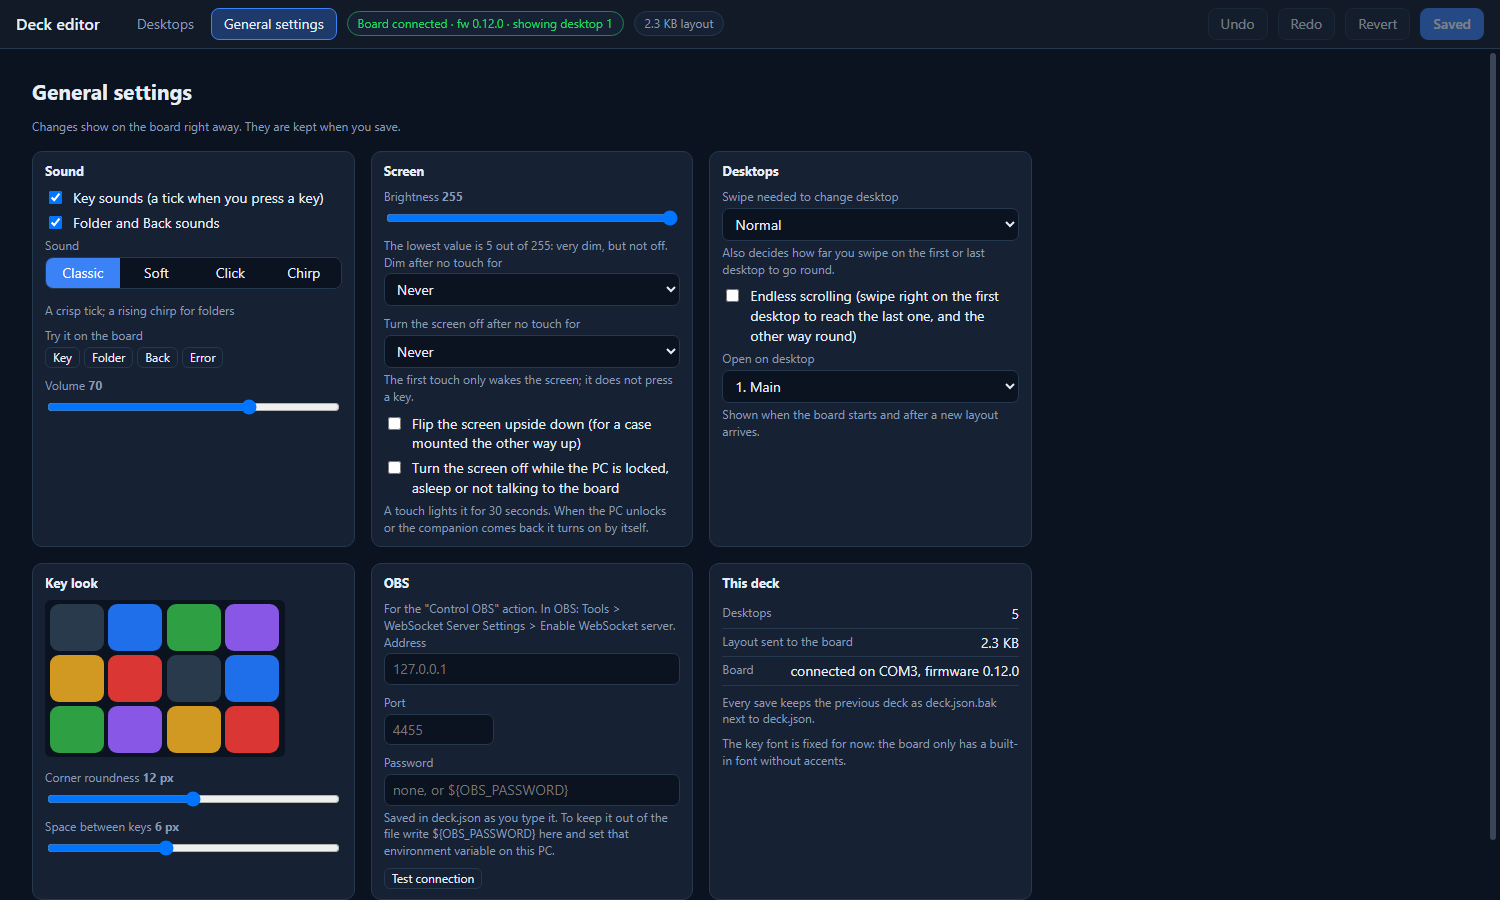 Deck editor
Desktops
General settings
Board connected · fw 0.12.0 · showing desktop 1
2.3 KB layout
Undo
Redo
Revert
Saved
General settings
Changes show on the board right away. They are kept when you save.
Sound
Key sounds (a tick when you press a key)
Folder and Back sounds
Sound
Classic
Soft
Click
Chirp
A crisp tick; a rising chirp for folders
Try it on the board
Key
Folder
Back
Error
Volume 70
Screen
Brightness 255
The lowest value is 5 out of 255: very dim, but not off.
Dim after no touch for
Never
Turn the screen off after no touch for
Never
The first touch only wakes the screen; it does not press
a key.
Flip the screen upside down (for a case
mounted the other way up)
Turn the screen off while the PC is locked,
asleep or not talking to the board
A touch lights it for 30 seconds. When the PC unlocks
or the companion comes back it turns on by itself.
Desktops
Swipe needed to change desktop
Normal
Also decides how far you swipe on the first or last
desktop to go round.
Endless scrolling (swipe right on the first
desktop to reach the last one, and the
other way round)
Open on desktop
1. Main
Shown when the board starts and after a new layout
arrives.
Key look
Corner roundness 12 px
Space between keys 6 px
OBS
For the "Control OBS" action. In OBS: Tools >
WebSocket Server Settings > Enable WebSocket server.
Address
127.0.0.1
Port
4455
Password
none, or ${OBS_PASSWORD}
Saved in deck.json as you type it. To keep it out of the
file write ${OBS_PASSWORD} here and set that
environment variable on this PC.
Test connection
This deck
Desktops 5
Layout sent to the board 2.3 KB
Board connected on COM3, firmware 0.12.0
Every save keeps the previous deck as deck.json.bak
next to deck.json.
The key font is fixed for now: the board only has a built-
in font without accents.